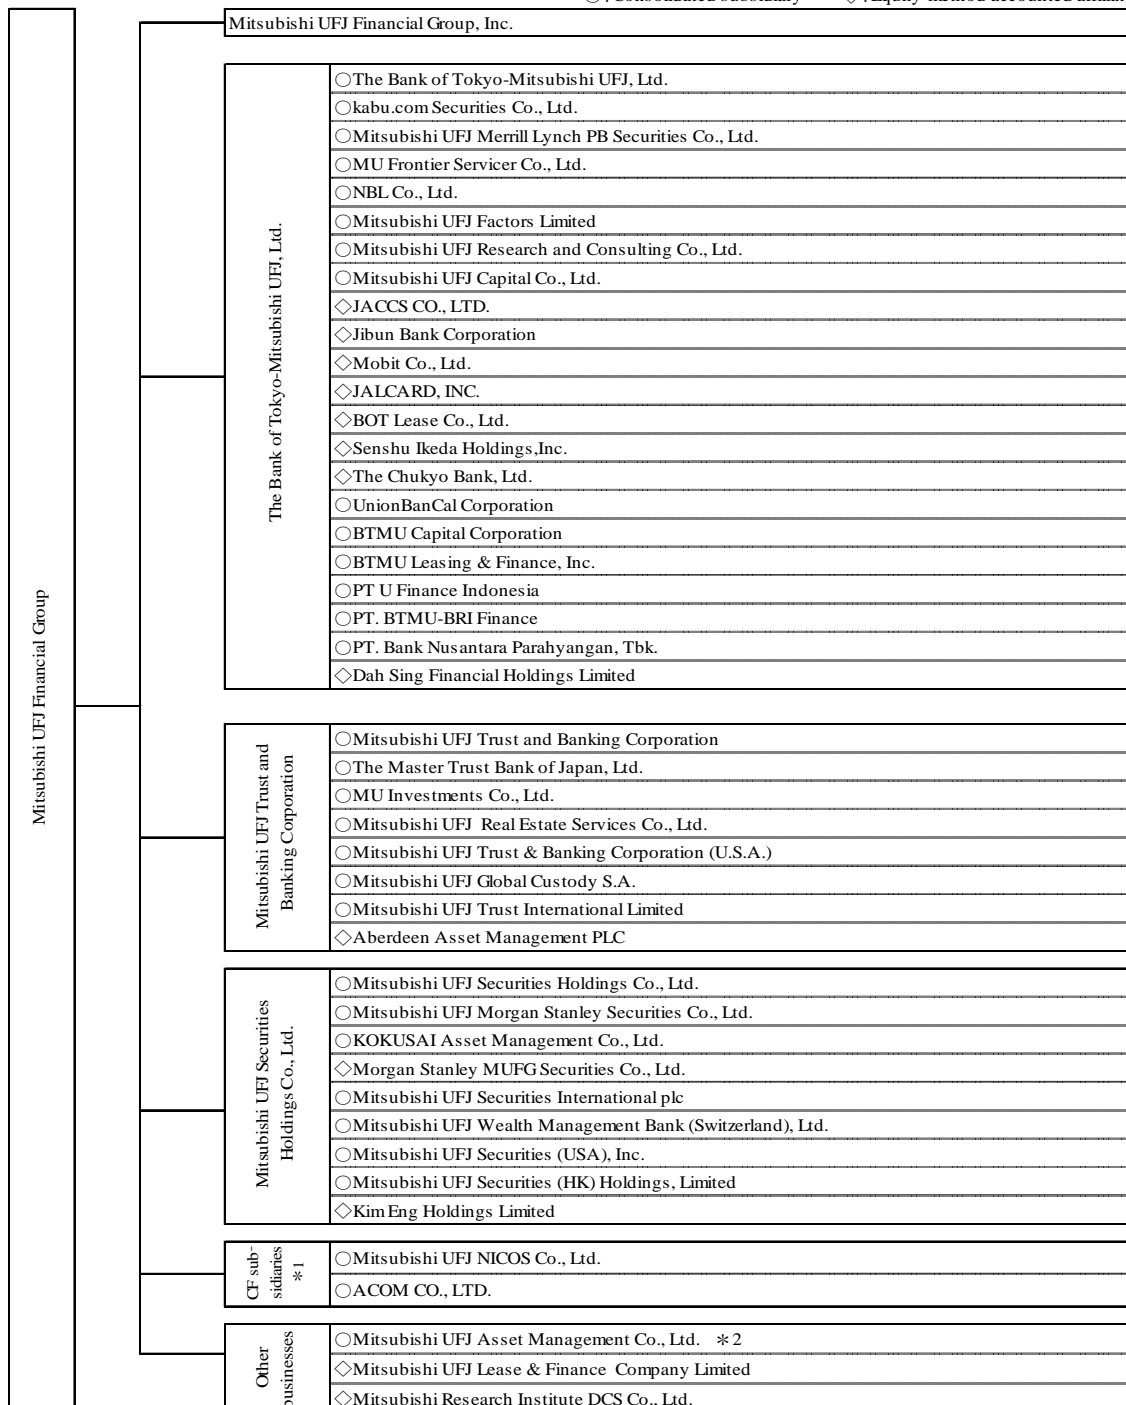 ○ : Consolidated subsidiary ◇ : Equity method accounted affiliat
Mitsubishi UFJ Financial Group, Inc.
Mitsubishi UFJ Financial Group
The Bank of Tokyo-Mitsubishi UFJ, Ltd.
○The Bank of Tokyo-Mitsubishi UFJ, Ltd.
○kabu.com Securities Co., Ltd.
○Mitsubishi UFJ Merrill Lynch PB Securities Co., Ltd.
○MU Frontier Servicer Co., Ltd.
○NBL Co., Ltd.
○Mitsubishi UFJ Factors Limited
○Mitsubishi UFJ Research and Consulting Co., Ltd.
○Mitsubishi UFJ Capital Co., Ltd.
◇JACCS CO., LTD.
◇Jibun Bank Corporation
◇Mobit Co., Ltd.
◇JALCARD, INC.
◇BOT Lease Co., Ltd.
◇Senshu Ikeda Holdings,Inc.
◇The Chukyo Bank, Ltd.
○UnionBanCal Corporation
○BTMU Capital Corporation
○BTMU Leasing & Finance, Inc.
○PT U Finance Indonesia
○PT. BTMU-BRI Finance
○PT. Bank Nusantara Parahyangan, Tbk.
◇Dah Sing Financial Holdings Limited
Mitsubishi UFJ Trust and
Banking Corporation
○Mitsubishi UFJ Trust and Banking Corporation
○The Master Trust Bank of Japan, Ltd.
○MU Investments Co., Ltd.
○Mitsubishi UFJ Real Estate Services Co., Ltd.
○Mitsubishi UFJ Trust & Banking Corporation (U.S.A.)
○Mitsubishi UFJ Global Custody S.A.
○Mitsubishi UFJ Trust International Limited
◇Aberdeen Asset Management PLC
Mitsubishi UFJ Securities
Holdings Co., Ltd.
○Mitsubishi UFJ Securities Holdings Co., Ltd.
○Mitsubishi UFJ Morgan Stanley Securities Co., Ltd.
○KOKUSAI Asset Management Co., Ltd.
◇Morgan Stanley MUFG Securities Co., Ltd.
○Mitsubishi UFJ Securities International plc
○Mitsubishi UFJ Wealth Management Bank (Switzerland), Ltd.
○Mitsubishi UFJ Securities (USA), Inc.
○Mitsubishi UFJ Securities (HK) Holdings, Limited
◇Kim Eng Holdings Limited
CF sub-
sidiaries
＊1
○Mitsubishi UFJ NICOS Co., Ltd.
○ACOM CO., LTD.
Other
businesses
○Mitsubishi UFJ Asset Management Co., Ltd. ＊2
◇Mitsubishi UFJ Lease & Finance Company Limited
◇Mitsubishi Research Institute DCS Co., Ltd.